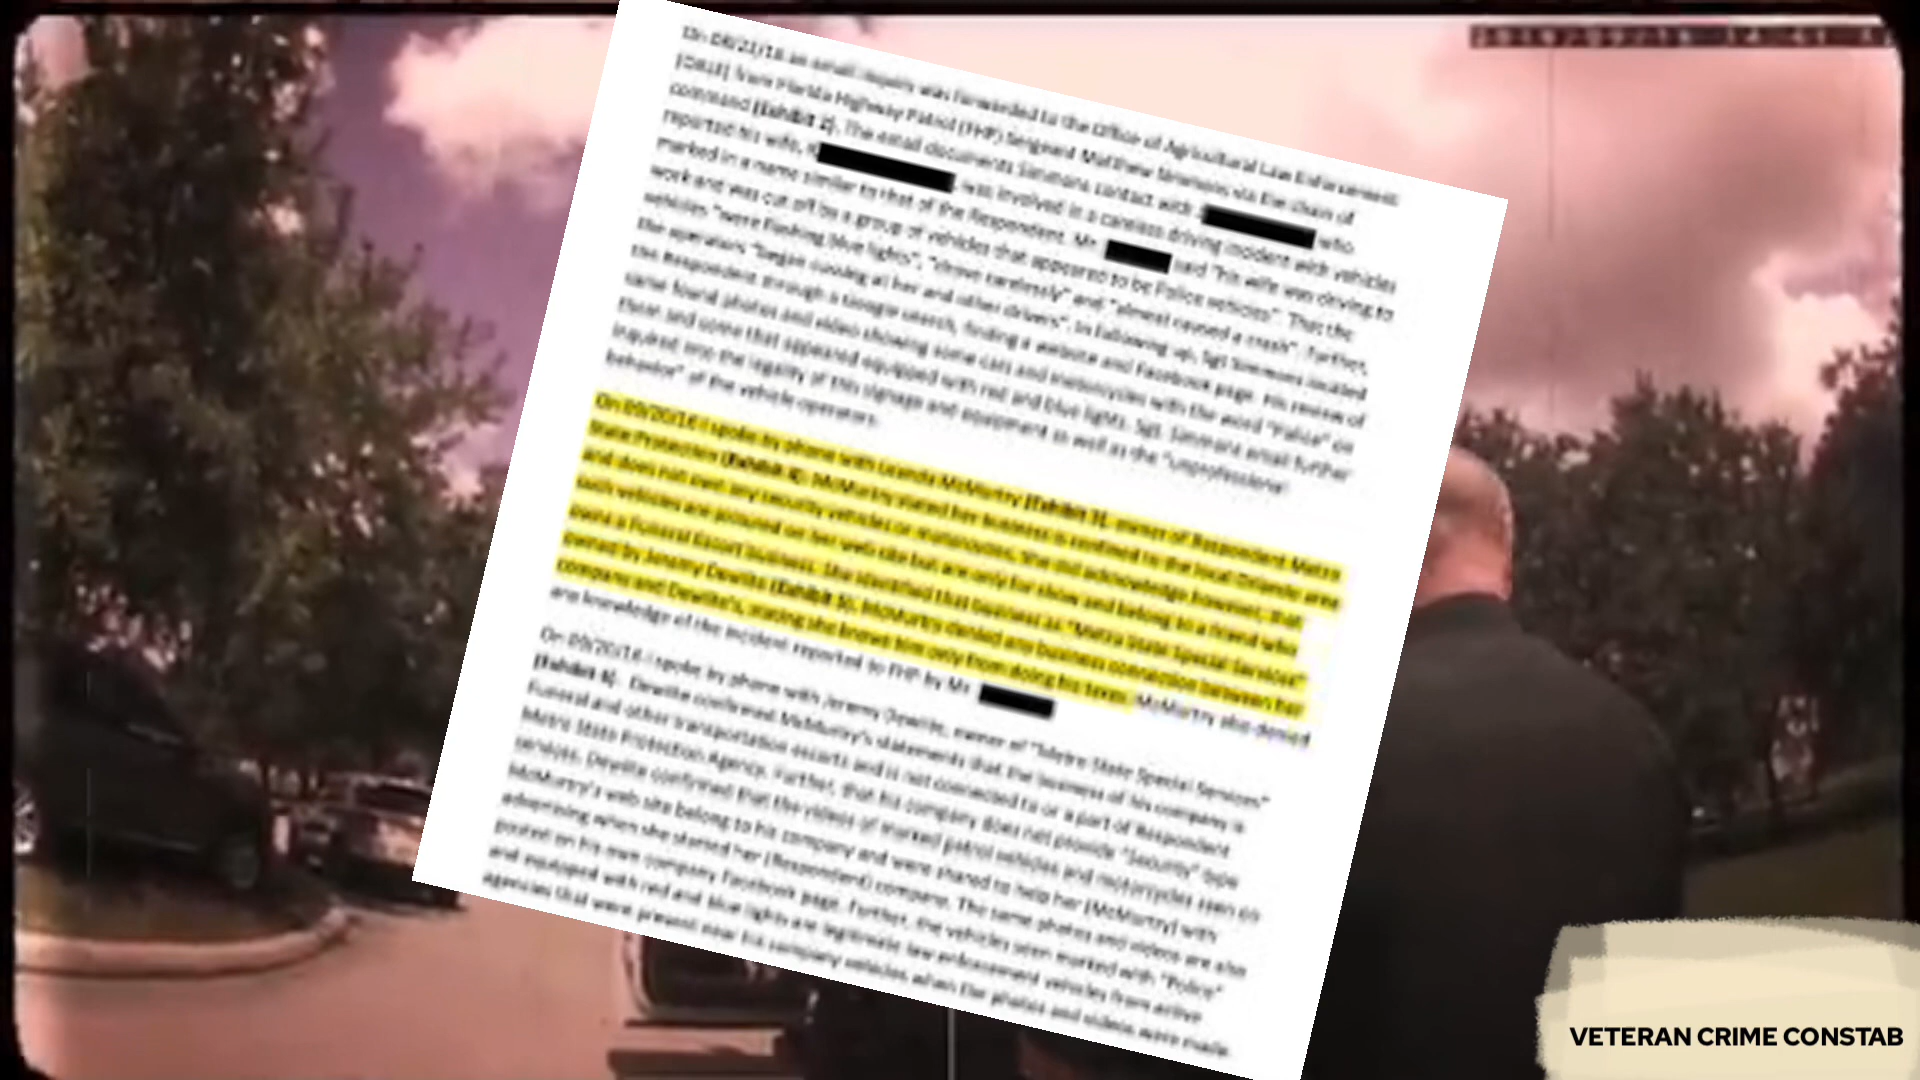 On 08/21/16 an email inquiry was forwarded to the Office of Agricultural Law Enforcement
[OALE] from Florida Highway Patrol (FHP) Sergeant Matthew Simmons via the chain of
command (Exhibit 2). The email documents Simmons contact with who
reported his wife, was involved in a careless driving incident with vehicles
marked in a name similar to that of the Respondent. Mr. said "his wife was driving to
work and was cut off by a group of vehicles that appeared to be Police vehicles". That the
vehicles "were flashing blue lights", "drove carelessly" and "almost caused a crash". Further,
the operators "began cussing at her and other drivers". In following up, Sgt Simmons located
the Respondent through a Google search, finding a website and Facebook page. His review of
same found photos and video showing some cars and motorcycles with the word "Police" on
them and some that appeared equipped with red and blue lights. Sgt. Simmons email further
inquired into the legality of this signage and equipment as well as the "unprofessional
behavior" of the vehicle operators.
On 09/20/16 I spoke by phone with McMurtry (Exhibit 3), owner of Respondent Metro
State Protection (Exhibit 4). McMurtry stated her business is confined to the local Orlando area
and does not own any security vehicles or motorcycles. She did acknowledge however, that
such vehicles are pictured on her web site but are only for show and belong to a friend who
owns a Funeral Escort business. She identified that business as "Metro State Special Services"
owned by Jeremy Dewitte (Exhibit 5). McMurtry denied any business connection between her
company and Dewitte's, stating she knows him only from doing his taxes. McMurtry also denied
any knowledge of the incident reported to FHP by Mr.
On 09/20/16 I spoke by phone with Jeremy Dewitte, owner of "Metro State Special Services"
(Exhibit 5). Dewitte confirmed McMurtry's statements that the business of his company is
Funeral and other transportation escorts and is not connected to or a part of Respondent
Metro State Protection Agency. Further, that his company does not provide "Security" type
services. Dewitte confirmed that the videos of marked patrol vehicles and motorcycles seen on
McMurtry's web site belong to his company and were shared to help her [McMurtry] with
advertising when she started her (Respondent) company. The same photos and videos are also
posted on his own company Facebook page. Further, the vehicles seen marked with "Police"
and equipped with red and blue lights are legitimate law enforcement vehicles from active
agencies that were present near his company vehicles when the photos and videos were made.
VETERAN CRIME CONSTAB